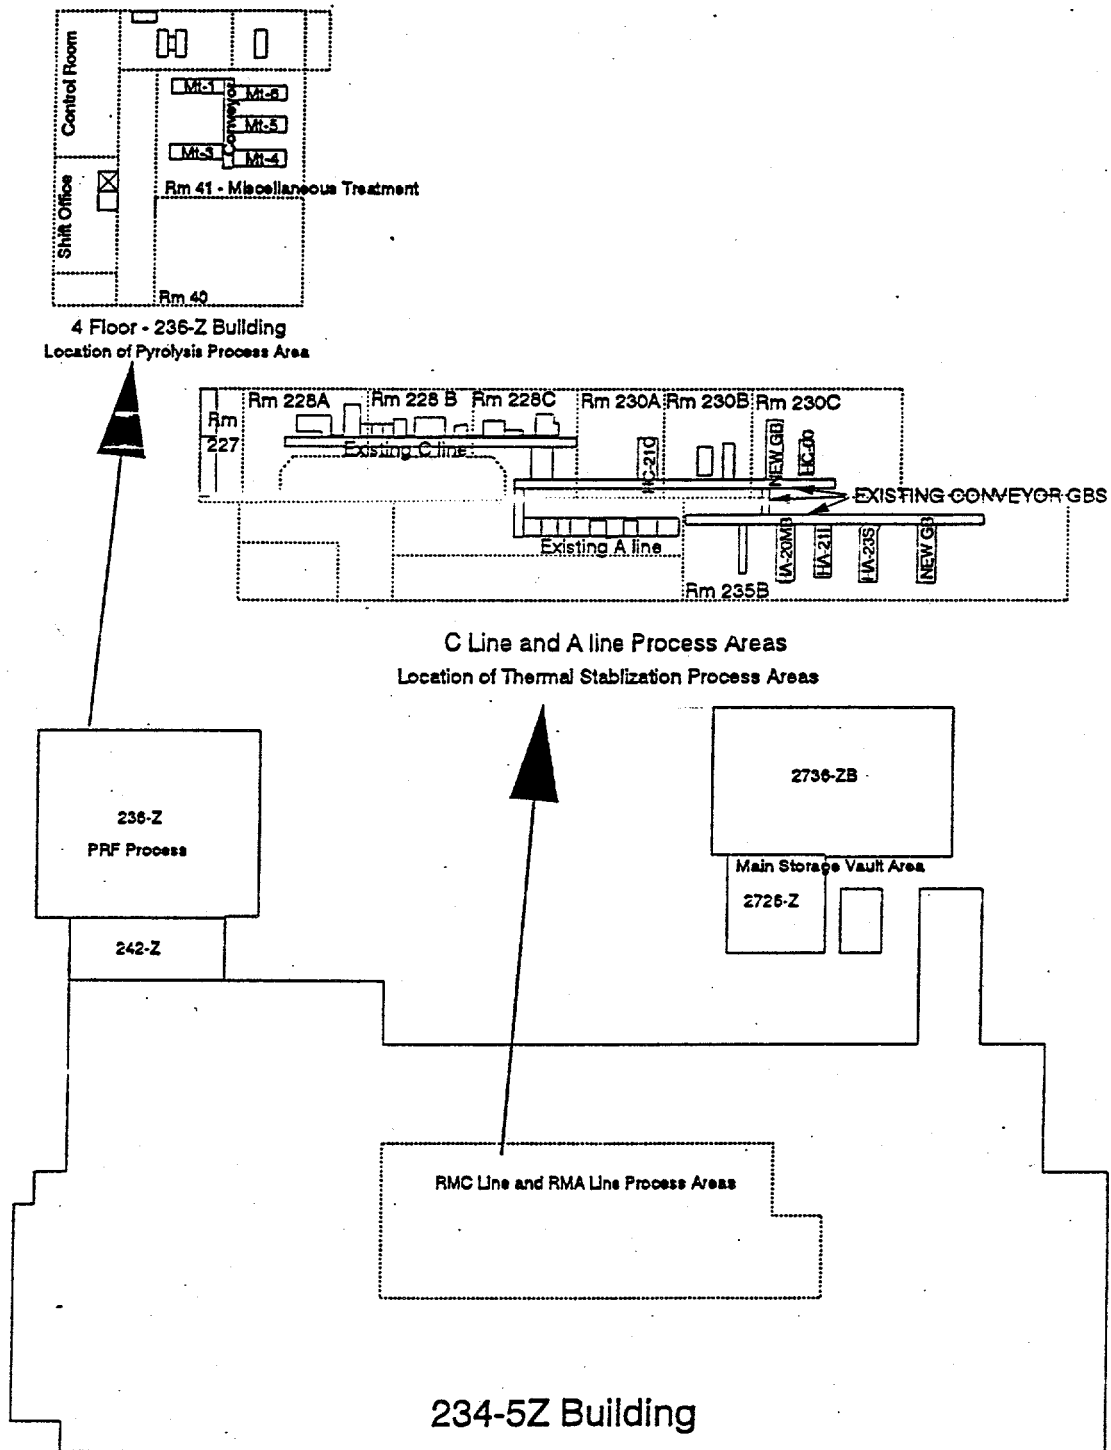 Control Room
Shift Office
Mt-1
Conveyor
Mt-6
Mt-5
Mt-3
Mt-4
Rm 41 - Miscellaneous Treatment
Rm 40
4 Floor - 236-Z Building
Location of Pyrolysis Process Area
Rm 227
Rm 228A
Rm 228 B
Rm 228C
Rm 230A
Rm 230B
Rm 230C
Existing C line
HC-21C
NEW GB
EXISTING CONVEYOR GBS
Existing A line
HA-20MB
HA-21I
HA-23S
NEW GB
Rm 235B
C Line and A line Process Areas
Location of Thermal Stablization Process Areas
236-Z
PRF Process
242-Z
2736-ZB
Main Storage Vault Area
2726-Z
RMC Line and RMA Line Process Areas
234-5Z Building